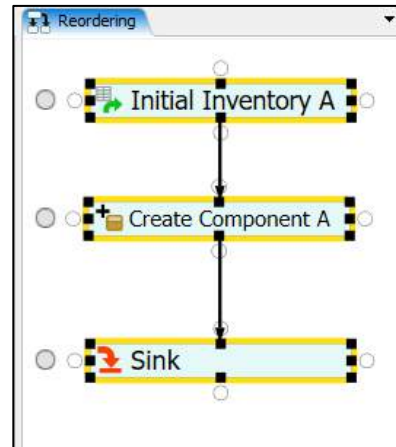 Reordering
Initial Inventory A
Create Component A
Sink